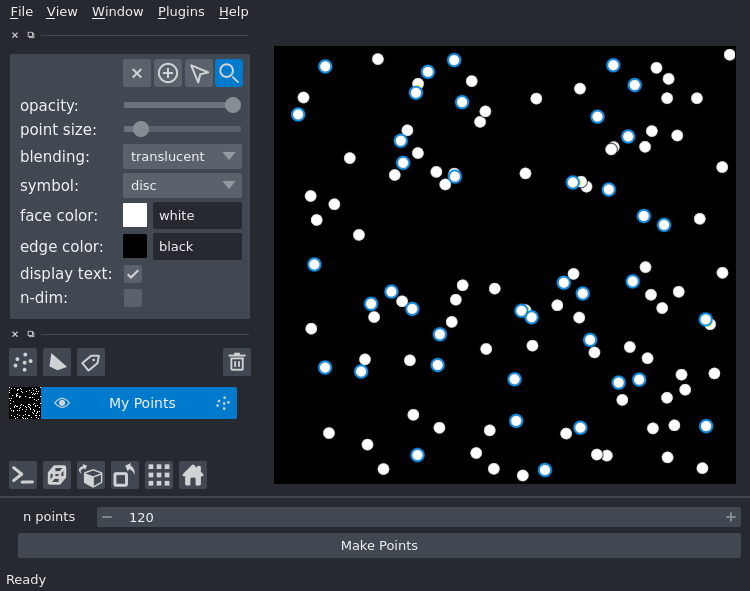 File View Window Plugins Help
opacity:
point size:
blending: translucent
symbol: disc
face color: white
edge color: black
display text:
n-dim:
My Points
n points 120
Make Points
Ready